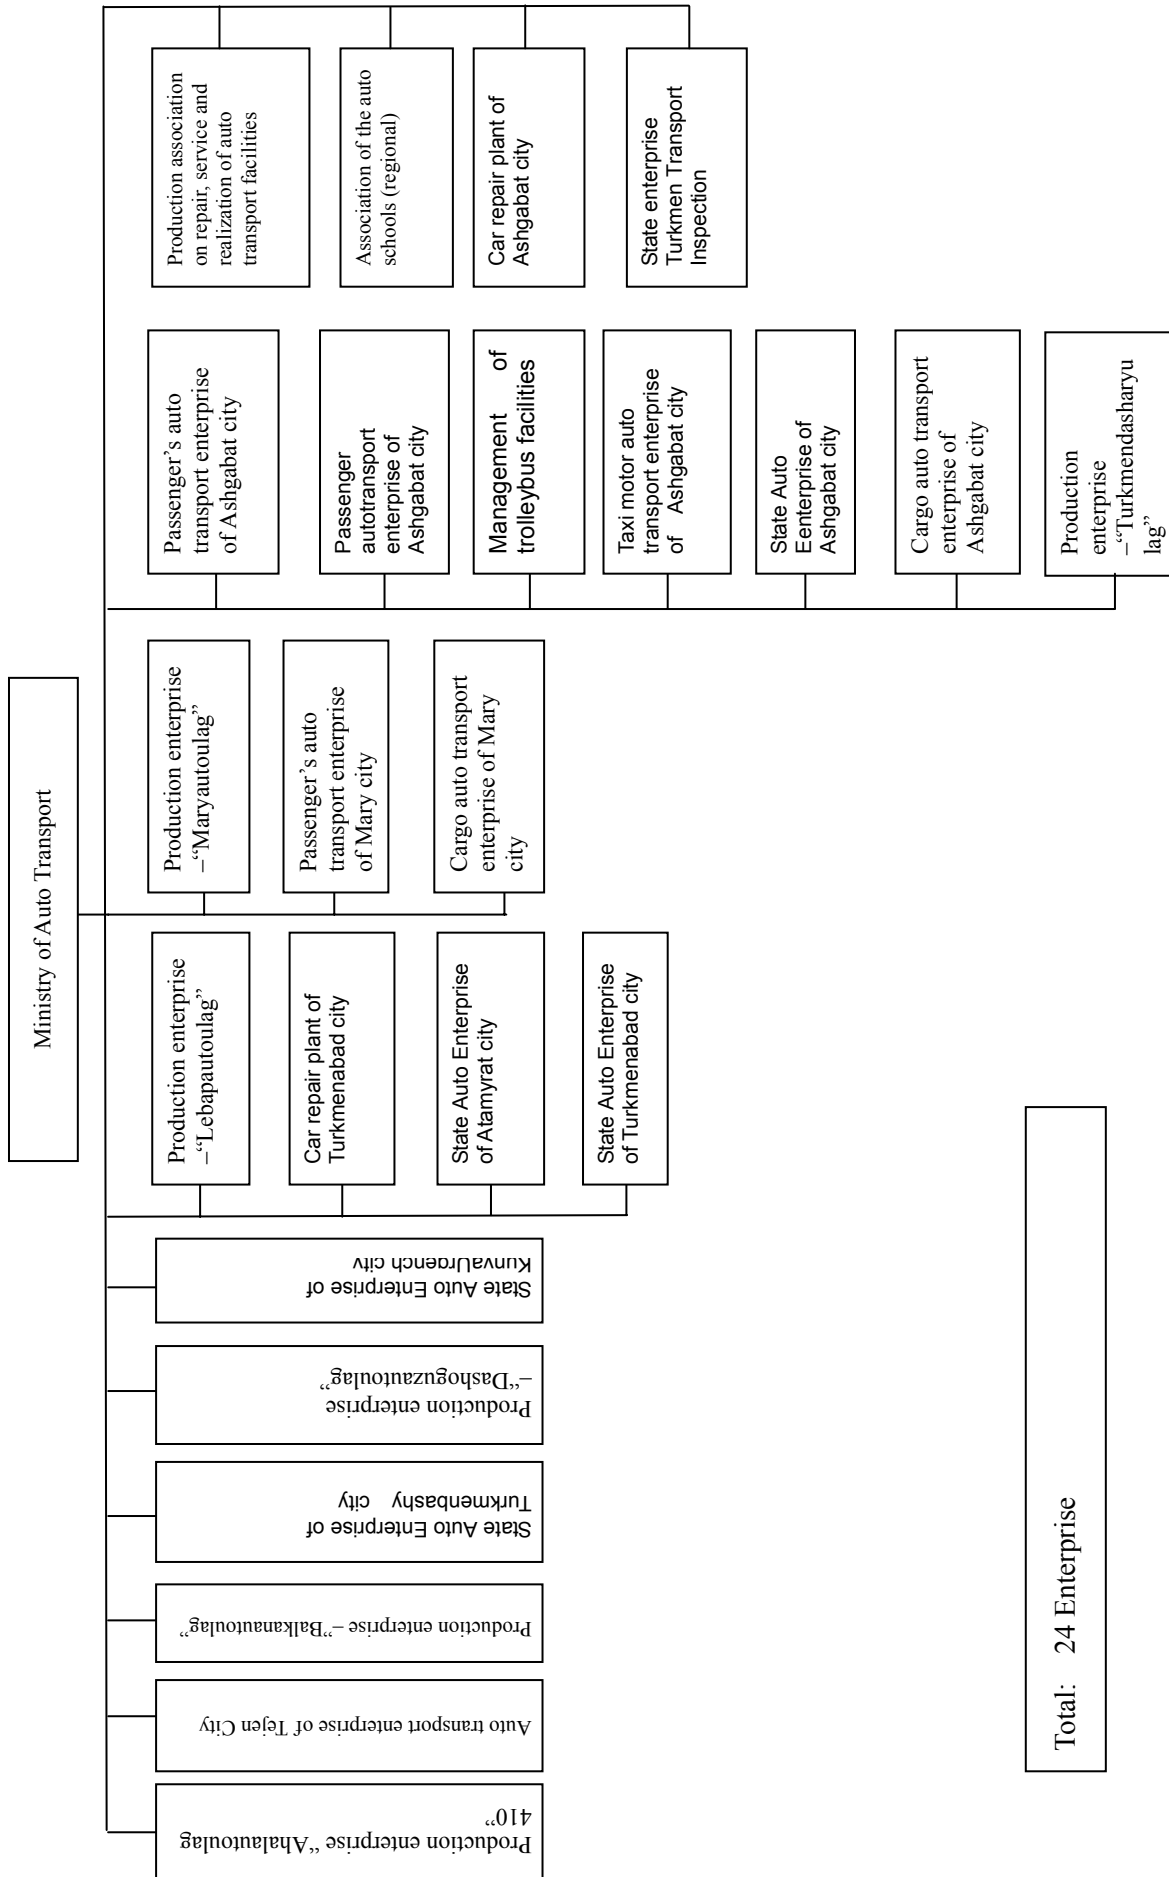 Ministry of Auto Transport
Production enterprise "Ahalautoulag
410"
Auto transport enterprise of Tejen City
Production enterprise –"Balkanautoulag"
State Auto Enterprise of
Turkmenbashy city
Production enterprise
–"Dashoguzautoulag"
State Auto Enterprise of
KunyaUrgench city
Production enterprise
–“Lebapautoulag”
Car repair plant of
Turkmenabad city
State Auto Enterprise
of Atamyrat city
State Auto Enterprise
of Turkmenabad city
Production enterprise
–“Maryautoulag”
Passenger’s auto
transport enterprise
of Mary city
Cargo auto transport
enterprise of Mary
city
Passenger’s auto
transport enterprise
of Ashgabat city
Passenger
autotransport
enterprise of
Ashgabat city
Management of
trolleybus facilities
Taxi motor auto
transport enterprise
of Ashgabat city
State Auto
Eenterprise of
Ashgabat city
Cargo auto transport
enterprise of
Ashgabat city
Production
enterprise
–“Turkmendasharyu
lag”
Production association
on repair, service and
realization of auto
transport facilities
Association of the auto
schools (regional)
Car repair plant of
Ashgabat city
State enterprise
Turkmen Transport
Inspection
Total: 24 Enterprise